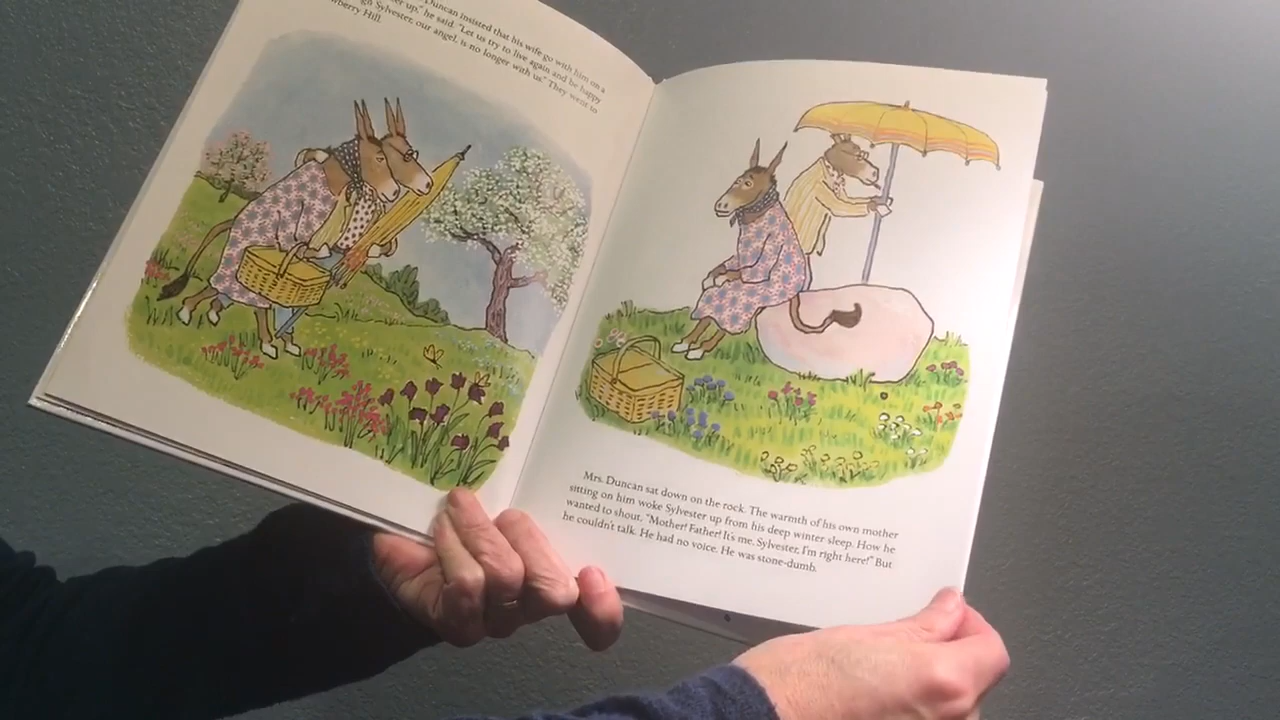 Duncan insisted that his wife go with him on a
up," he said. "Let us try to live again and be happy
Sylvester, our angel, is no longer with us." They went to
Hill.
Mrs. Duncan sat down on the rock. The warmth of his own mother
sitting on him woke Sylvester up from his deep winter sleep. How he
wanted to shout, "Mother! Father! It's me, Sylvester, I'm right here!" But
he couldn't talk. He had no voice. He was stone-dumb.